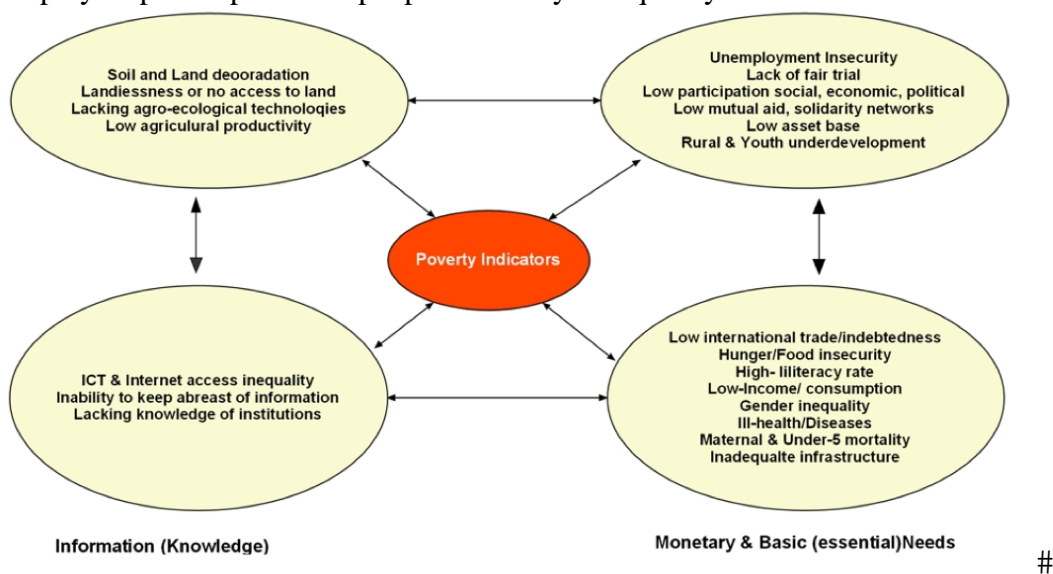 Soil and Land deooradation
Landiessness or no access to land
Lacking agro-ecological technoloqies
Low agriculural productivity
Unemployment Insecurity
Lack of fair trial
Low participation social, economic, political
Low mutual aid, solidarity networks
Low asset base
Rural & Youth underdevelopment
Poverty Indicators
ICT & Internet access inequality
Inability to keep abreast of information
Lacking knowledge of institutions
Low international trade/indebtedness
Hunger/Food insecurity
High- Iiliteracy rate
Low-Income/ consumption
Gender inequality
Ill-health/Diseases
Maternal & Under-5 mortality
Inadequalte infrastructure
Information (Knowledge)
Monetary & Basic (essential)Needs
#